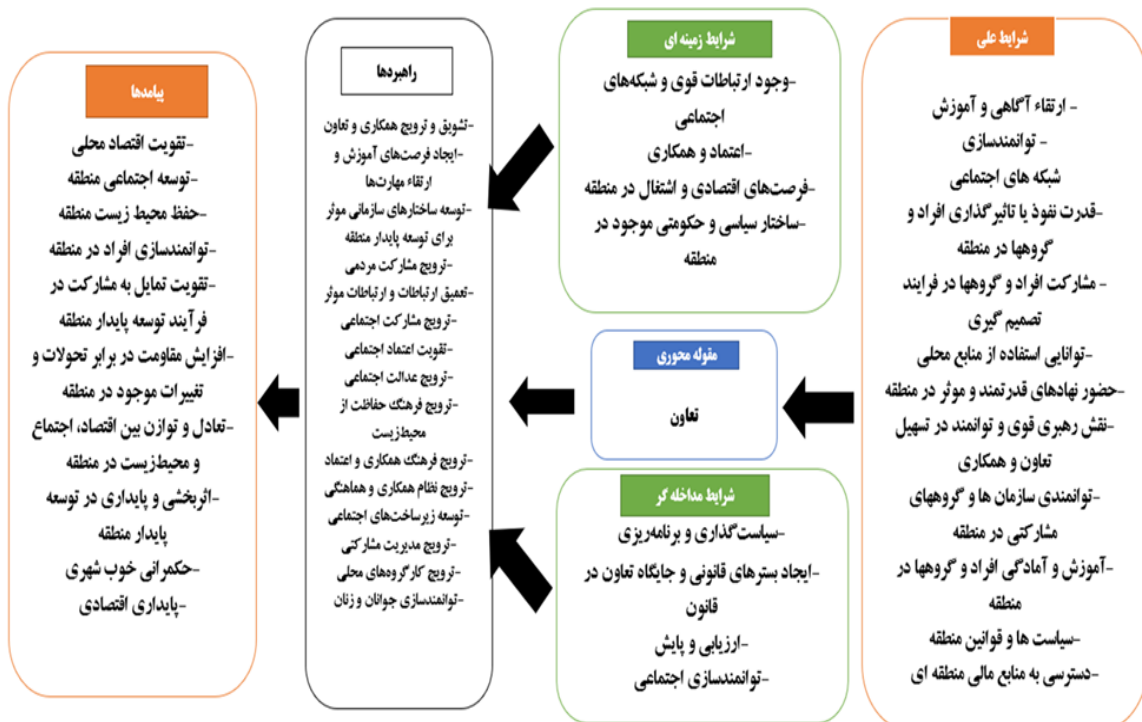 شرایط علی
- ارتقاء آگاهی و آموزش
- توانمندسازی
شبکه های اجتماعی
-قدرت نفوذ یا تاثیرگذاری افراد و
گروهها در منطقه
- مشارکت افراد و گروهها در فرایند
تصمیم گیری
-توانایی استفاده از منابع محلی
-حضور نهادهای قدرتمند و موثر در منطقه
-نقش رهبری قوی و توانمند در تسهیل
تعاون و همکاری
-توانمندی سازمان ها و گروههای
مشارکتی در منطقه
-آموزش و آمادگی افراد و گروهها در
منطقه
-سیاست ها و قوانین منطقه
-دسترسی به منابع مالی منطقه ای
شرایط زمینه ای
-وجود ارتباطات قوی و شبکه‌های
اجتماعی
-اعتماد و همکاری
-فرصت‌های اقتصادی و اشتغال در منطقه
-ساختار سیاسی و حکومتی موجود در
منطقه
مقوله محوری
تعاون
شرایط مداخله گر
-سیاست‌گذاری و برنامه‌ریزی
-ایجاد بسترهای قانونی و جایگاه تعاون در
قانون
-ارزیابی و پایش
-توانمندسازی اجتماعی
راهبردها
-تشویق و ترویج همکاری و تعاون
-ایجاد فرصت‌های آموزش و
ارتقاء مهارت‌ها
-توسعه ساختارهای سازمانی موثر
برای توسعه پایدار منطقه
-ترویج مشارکت مردمی
-تعمیق ارتباطات و ارتباطات موثر
-ترویج مشارکت اجتماعی
-تقویت اعتماد اجتماعی
-ترویج عدالت اجتماعی
-ترویج فرهنگ حفاظت از
محیط‌زیست
-ترویج فرهنگ همکاری و اعتماد
-ترویج نظام همکاری و هماهنگی
-توسعه زیرساخت‌های اجتماعی
-ترویج مدیریت مشارکتی
-ترویج کارگروه‌های محلی
-توانمندسازی جوانان و زنان
پیامدها
-تقویت اقتصاد محلی
-توسعه اجتماعی منطقه
-حفظ محیط زیست منطقه
-توانمندسازی افراد در منطقه
-تقویت تمایل به مشارکت در
فرآیند توسعه پایدار منطقه
-افزایش مقاومت در برابر تحولات و
تغییرات موجود در منطقه
-تعادل و توازن بین اقتصاد، اجتماع
و محیط‌زیست در منطقه
-اثربخشی و پایداری در توسعه
پایدار منطقه
-حکمرانی خوب شهری
-پایداری اقتصادی